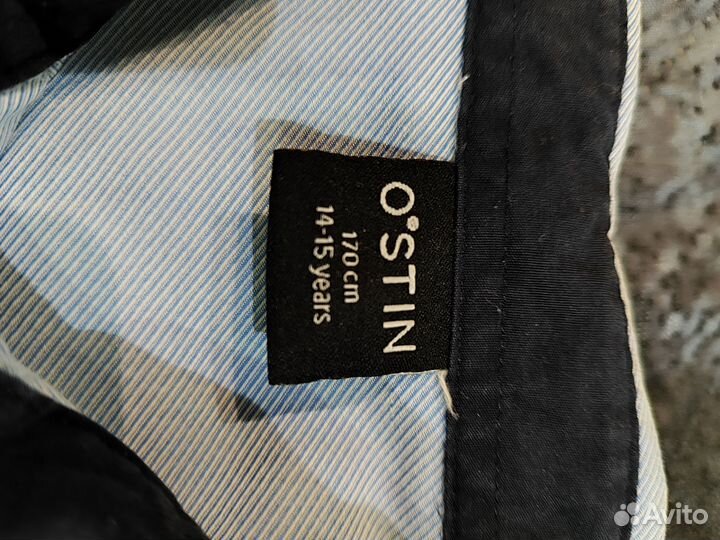 O'STIN
170 cm
14-15 years
Avito